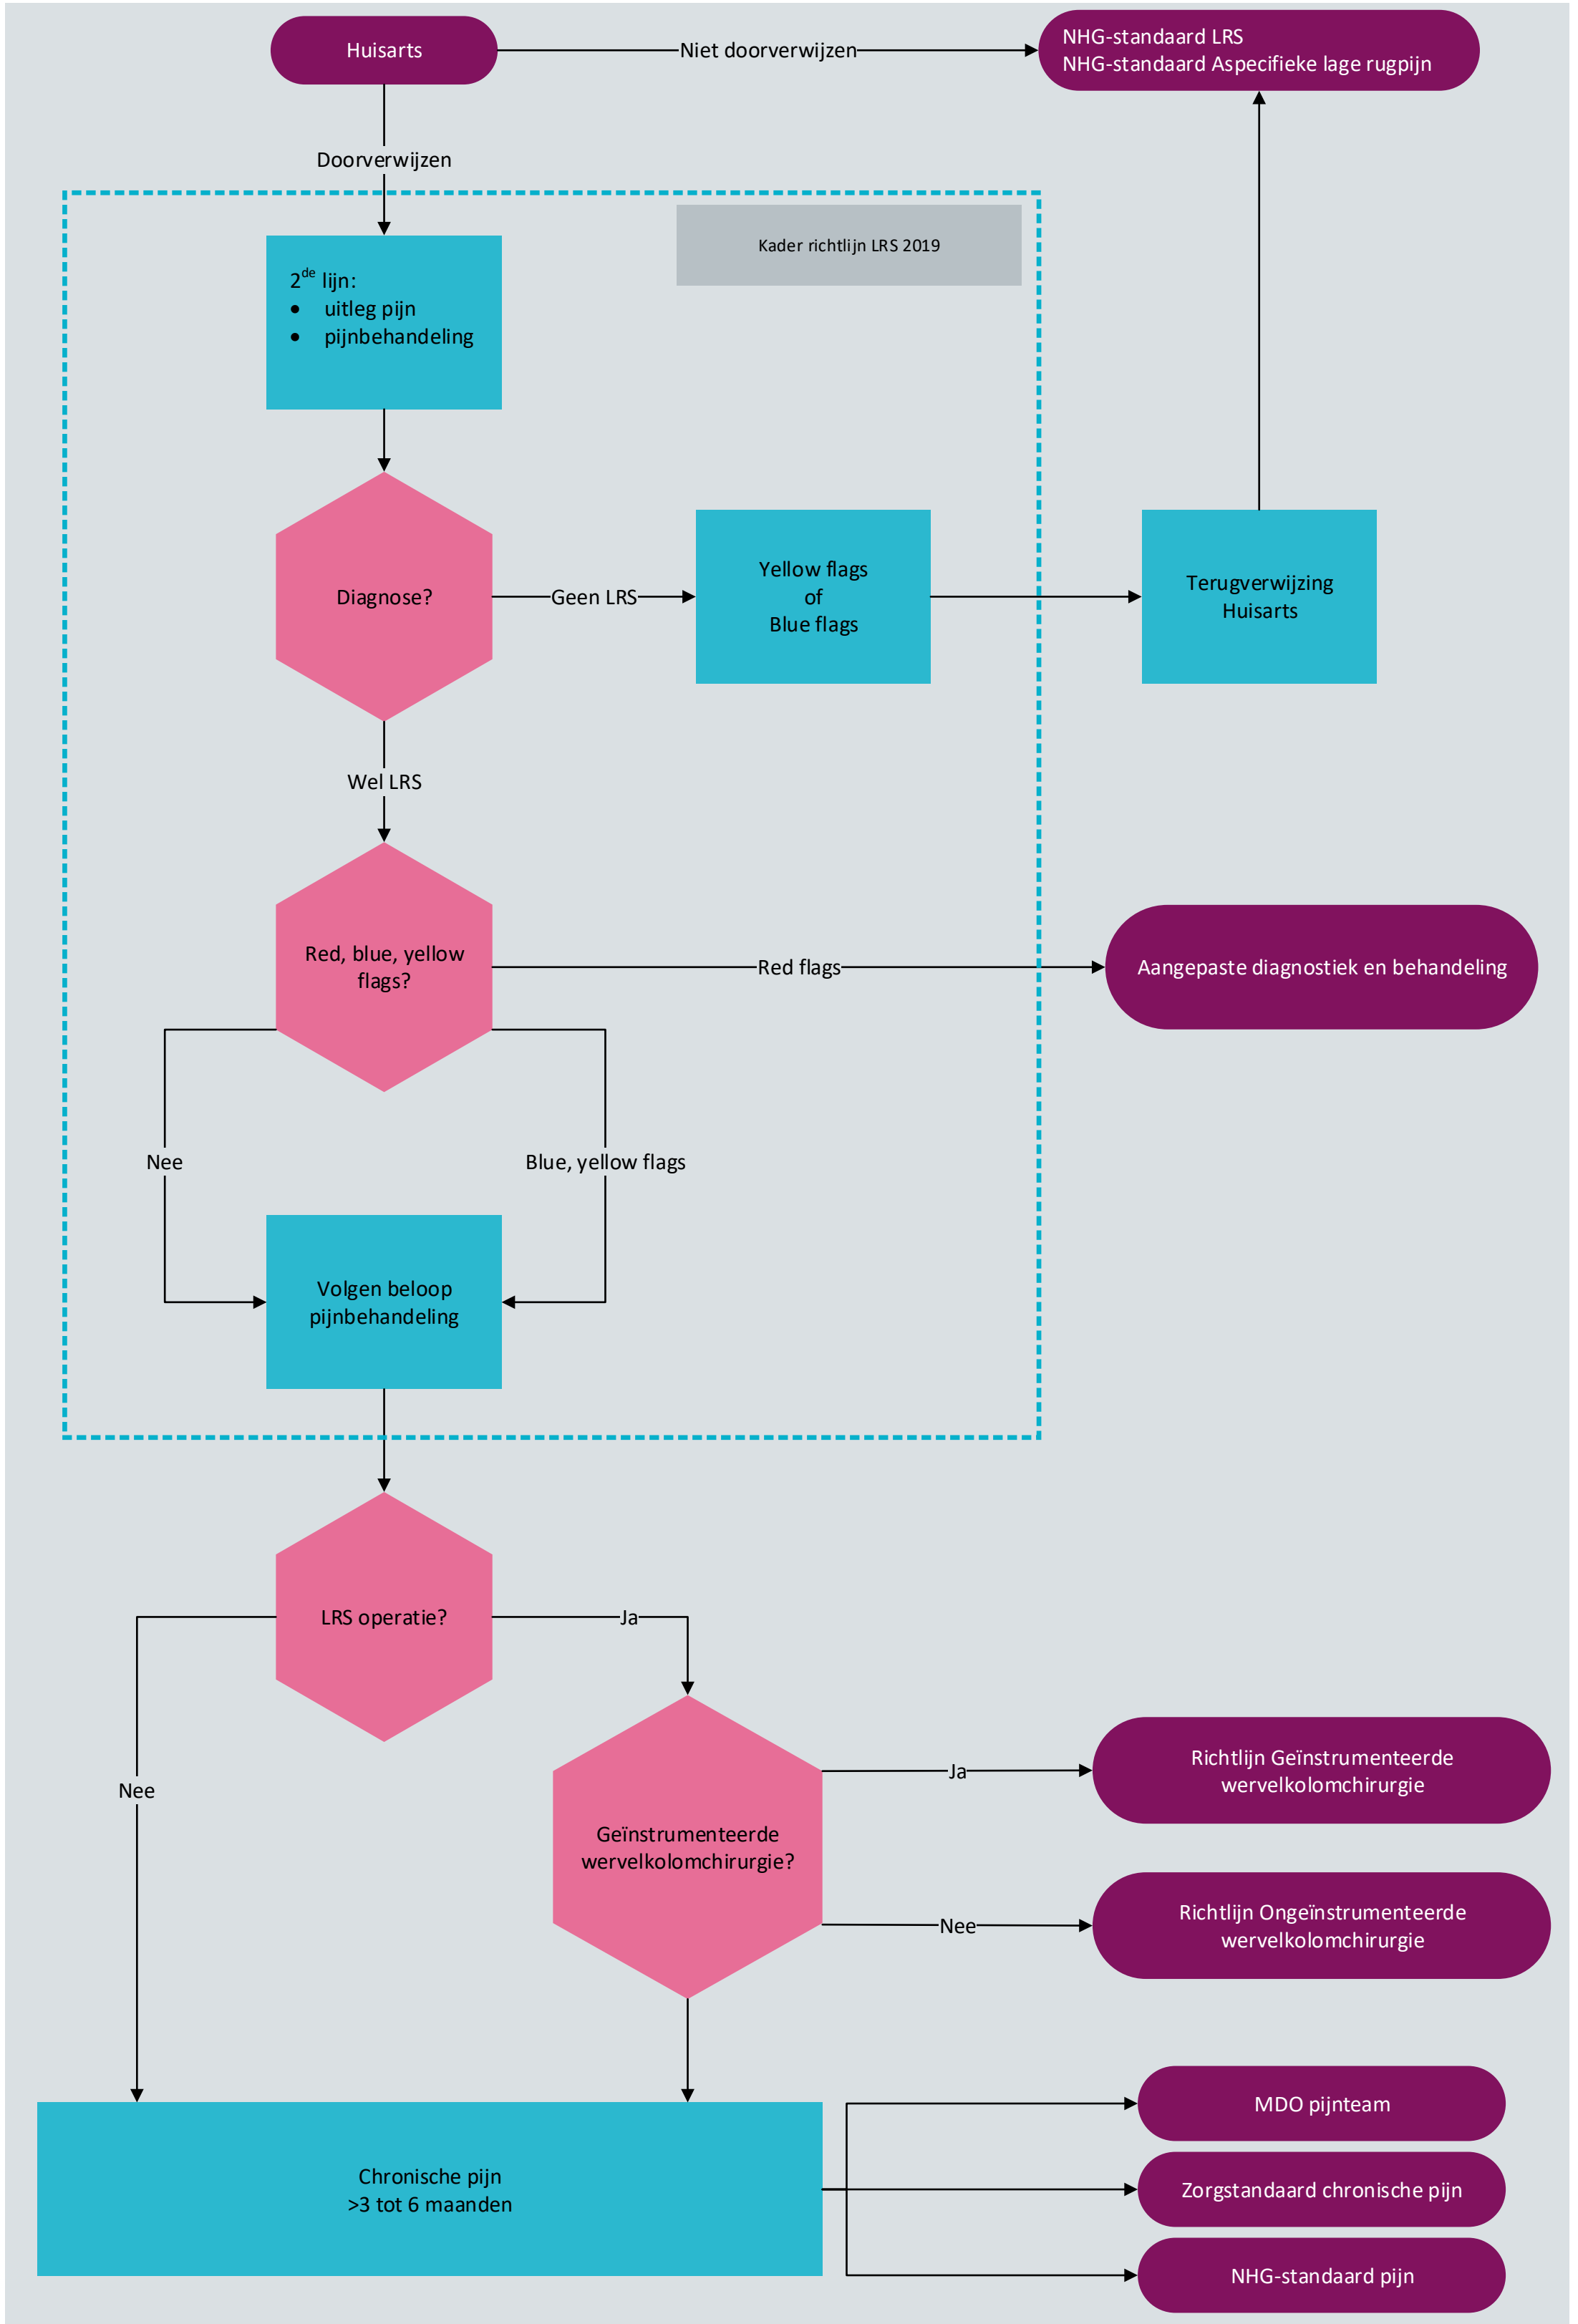 Huisarts
Niet doorverwijzen
NHG-standaard LRS
NHG-standaard Aspecifieke lage rugpijn
Doorverwijzen
Kader richtlijn LRS 2019
2de lijn:
• uitleg pijn
• pijnbehandeling
Diagnose?
Geen LRS
Yellow flags
of
Blue flags
Terugverwijzing
Huisarts
Wel LRS
Red, blue, yellow
flags?
Red flags
Aangepaste diagnostiek en behandeling
Nee
Blue, yellow flags
Volgen beloop
pijnbehandeling
LRS operatie?
Ja
Nee
Geïnstrumenteerde
wervelkolomchirurgie?
Ja
Richtlijn Geïnstrumenteerde
wervelkolomchirurgie
Nee
Richtlijn Ongeïnstrumenteerde
wervelkolomchirurgie
Chronische pijn
>3 tot 6 maanden
MDO pijnteam
Zorgstandaard chronische pijn
NHG-standaard pijn